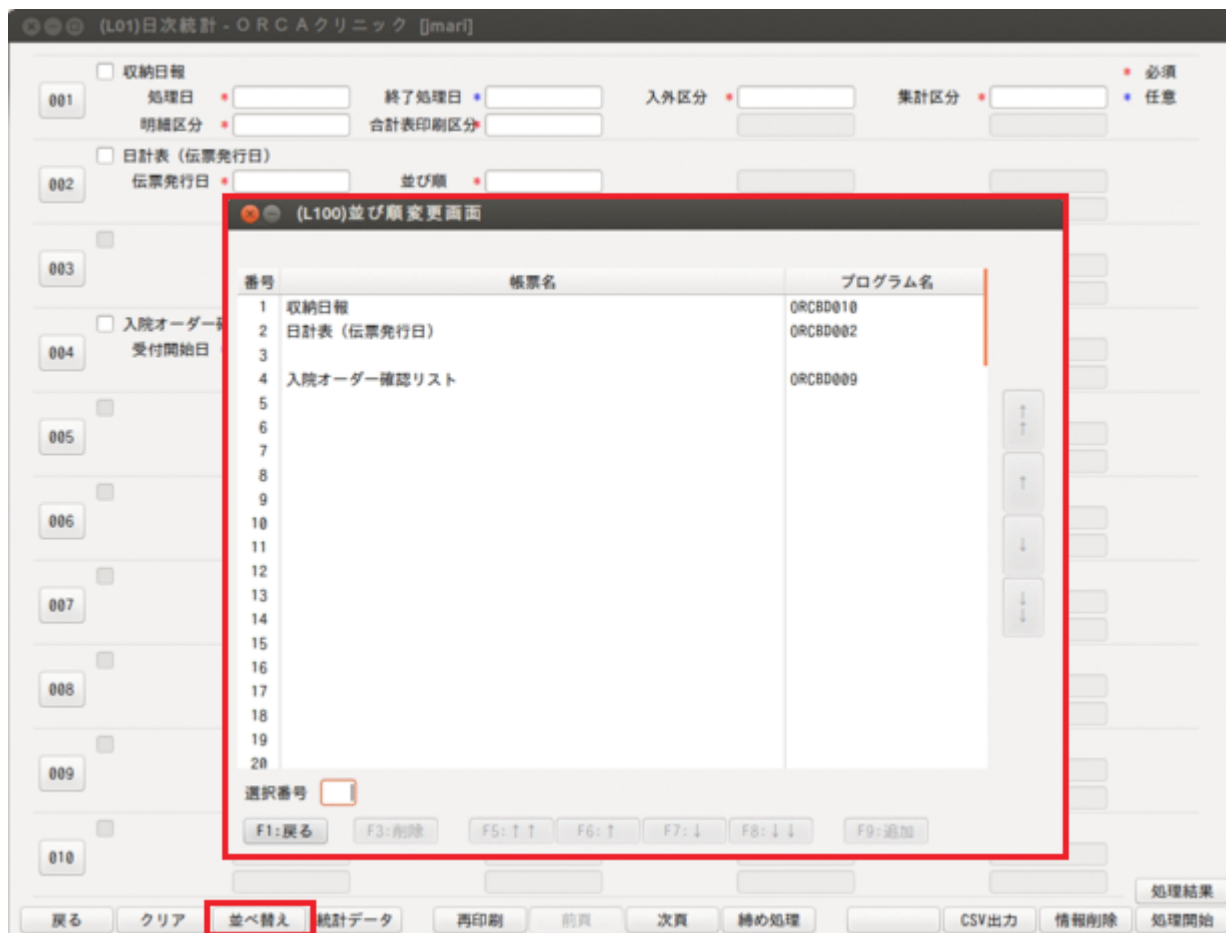 (L01)日次統計 - ＯＲＣＡクリニック [jmari]
収納日報
* 必須
001 処理日 * 終了処理日 * 入外区分 * 集計区分 * * 任意
明細区分 * 合計表印刷区分*
日計表（伝票発行日）
002 伝票発行日 * 並び順 *
003
入院オーダー
004 受付開始日
005
006
007
008
009
010
(L100)並び順変更画面
番号 帳票名 プログラム名
1 収納日報 ORCBD010
2 日計表（伝票発行日） ORCBD002
3
4 入院オーダー確認リスト ORCBD009
5
6
7
8
9
10
11
12
13
14
15
16
17
18
19
20
↑↑
↑
↓
↓↓
選択番号
F1:戻る F3:削除 F5:↑↑ F6:↑ F7:↓ F8:↓↓ F9:追加
処理結果
戻る クリア 並べ替え 統計データ 再印刷 前頁 次頁 締め処理 CSV出力 情報削除 処理開始